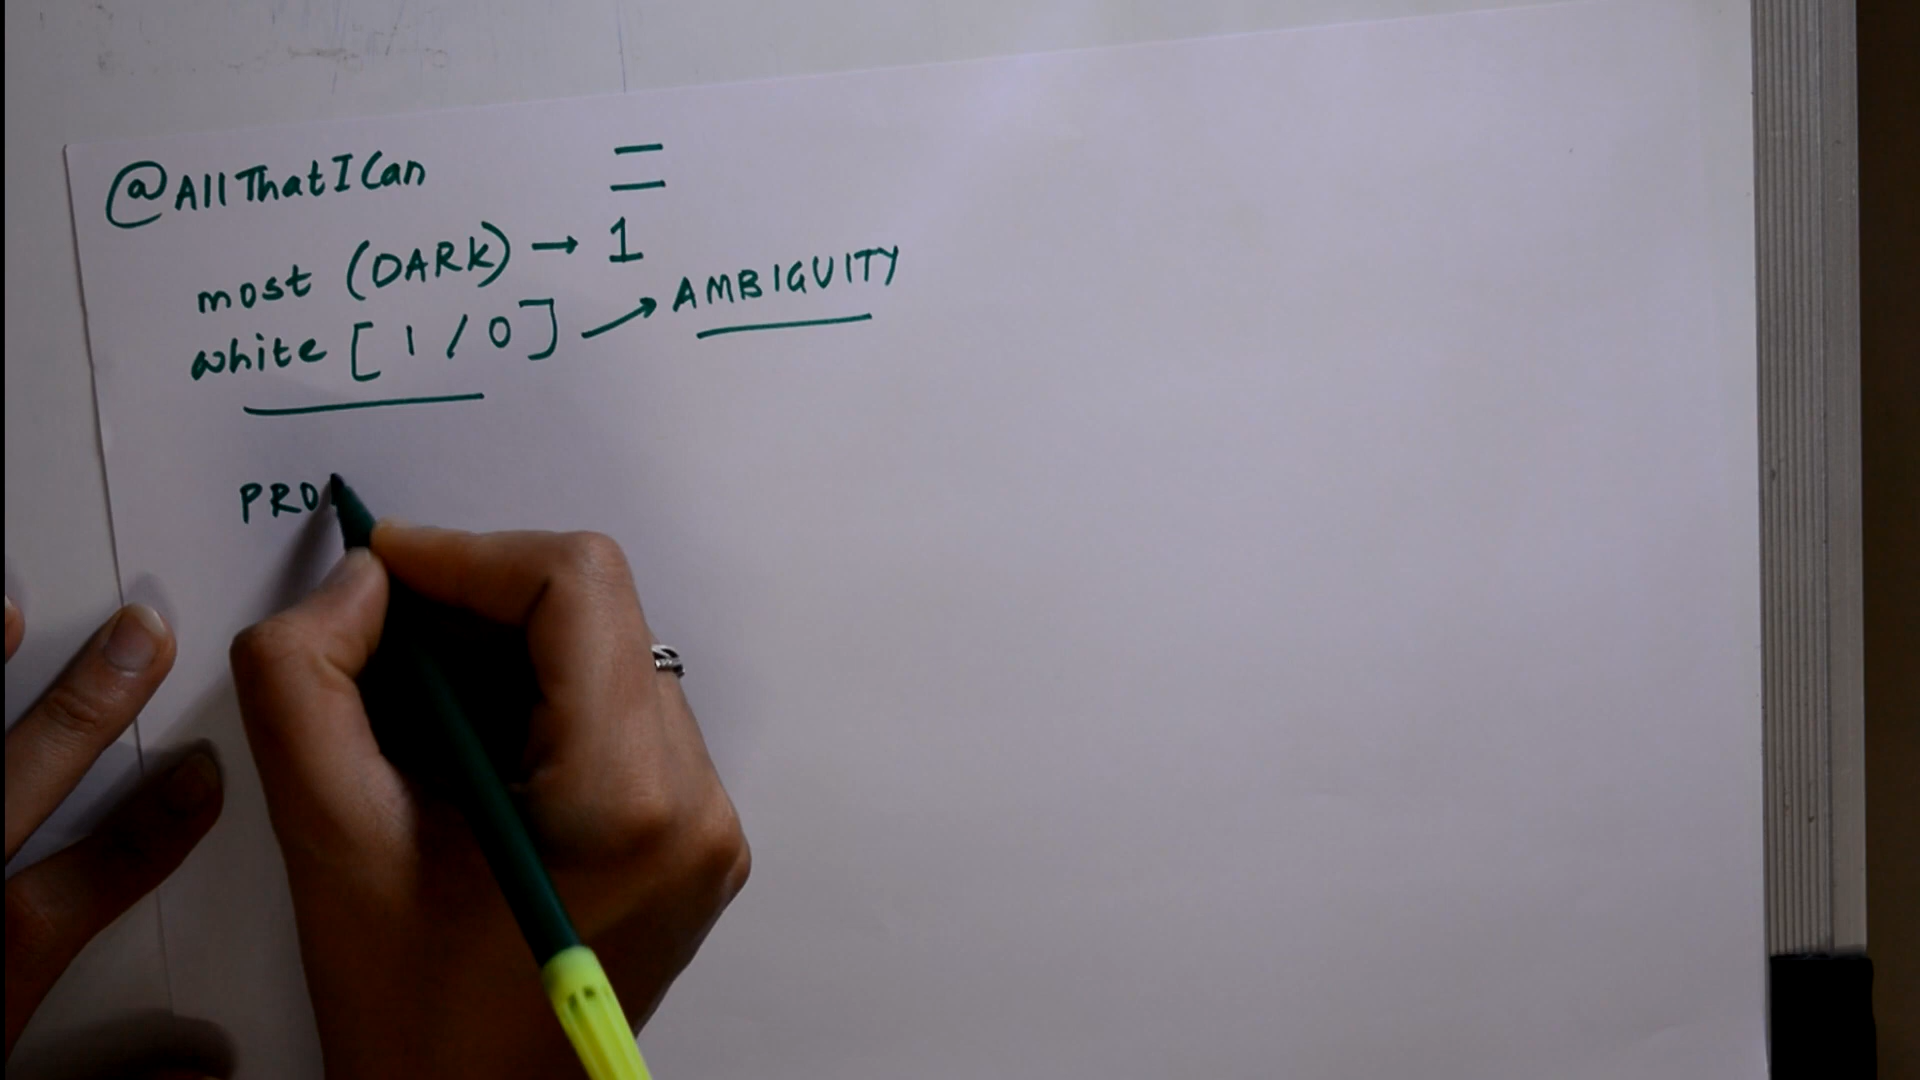 @AllThatICan =
most (DARK) → 1
white [1/0] → AMBIGUITY
PRO